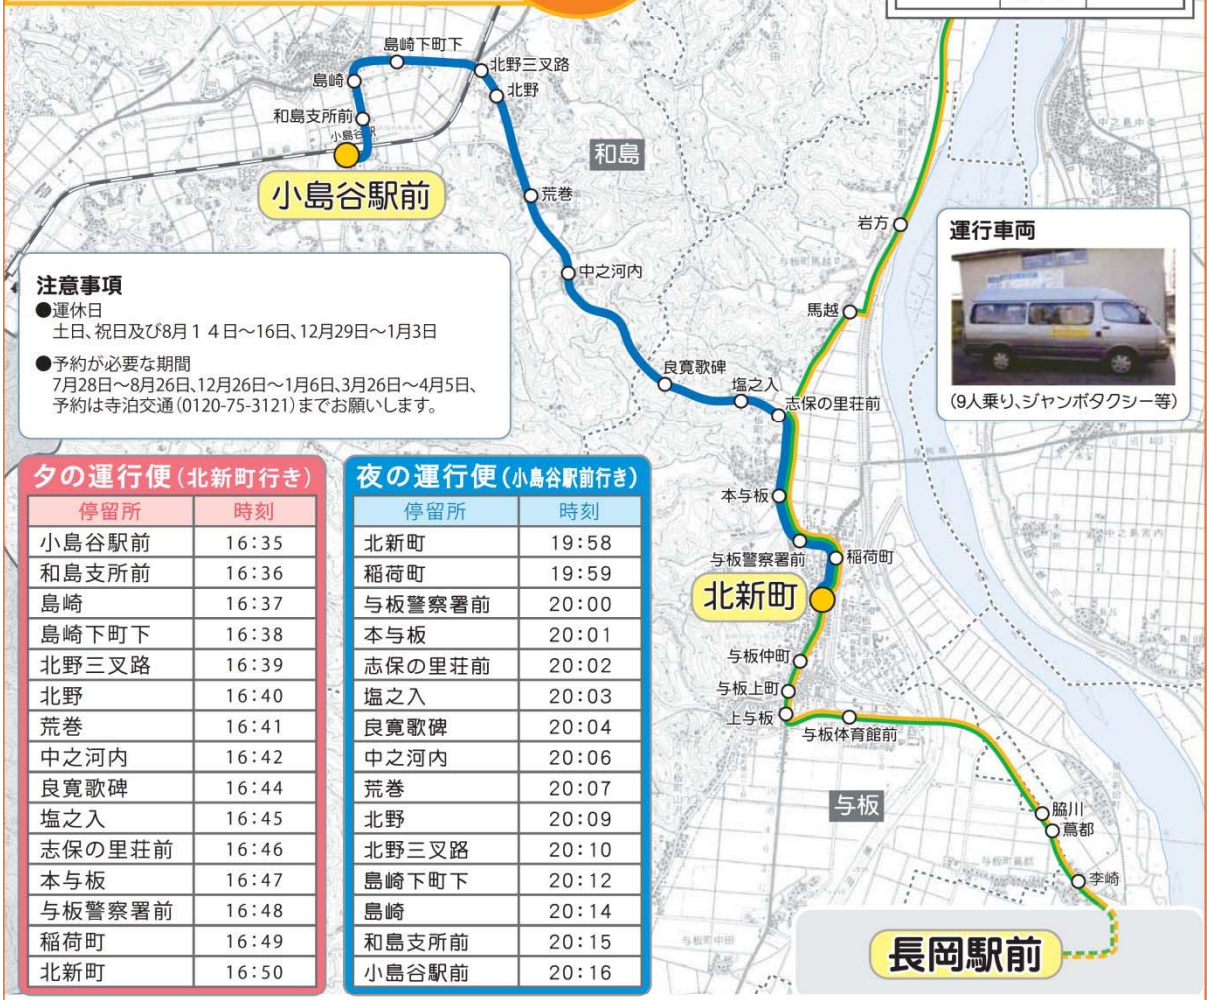 島崎下町下
北野三叉路
島崎
北野
和島支所前
小島谷駅
小島谷駅前
和島
荒巻
中之河内
岩方
馬越
良寛歌碑
塩之入
志保の里荘前
本与板
与板警察署前
稲荷町
北新町
与板仲町
与板上町
上与板
与板体育館前
与板
脇川
蔦都
李崎
長岡駅前
運行車両
(9人乗り、ジャンボタクシー等)
注意事項
●運休日
土日、祝日及び8月14日~16日、12月29日~1月3日
●予約が必要な期間
7月28日~8月26日、12月26日~1月6日、3月26日~4月5日、
予約は寺泊交通(0120-75-3121)までお願いします。
夕の運行便(北新町行き)
停留所 時刻
小島谷駅前 16:35
和島支所前 16:36
島崎 16:37
島崎下町下 16:38
北野三叉路 16:39
北野 16:40
荒巻 16:41
中之河内 16:42
良寛歌碑 16:44
塩之入 16:45
志保の里荘前 16:46
本与板 16:47
与板警察署前 16:48
稲荷町 16:49
北新町 16:50
夜の運行便(小島谷駅前行き)
停留所 時刻
北新町 19:58
稲荷町 19:59
与板警察署前 20:00
本与板 20:01
志保の里荘前 20:02
塩之入 20:03
良寛歌碑 20:04
中之河内 20:06
荒巻 20:07
北野 20:09
北野三叉路 20:10
島崎下町下 20:12
島崎 20:14
和島支所前 20:15
小島谷駅前 20:16